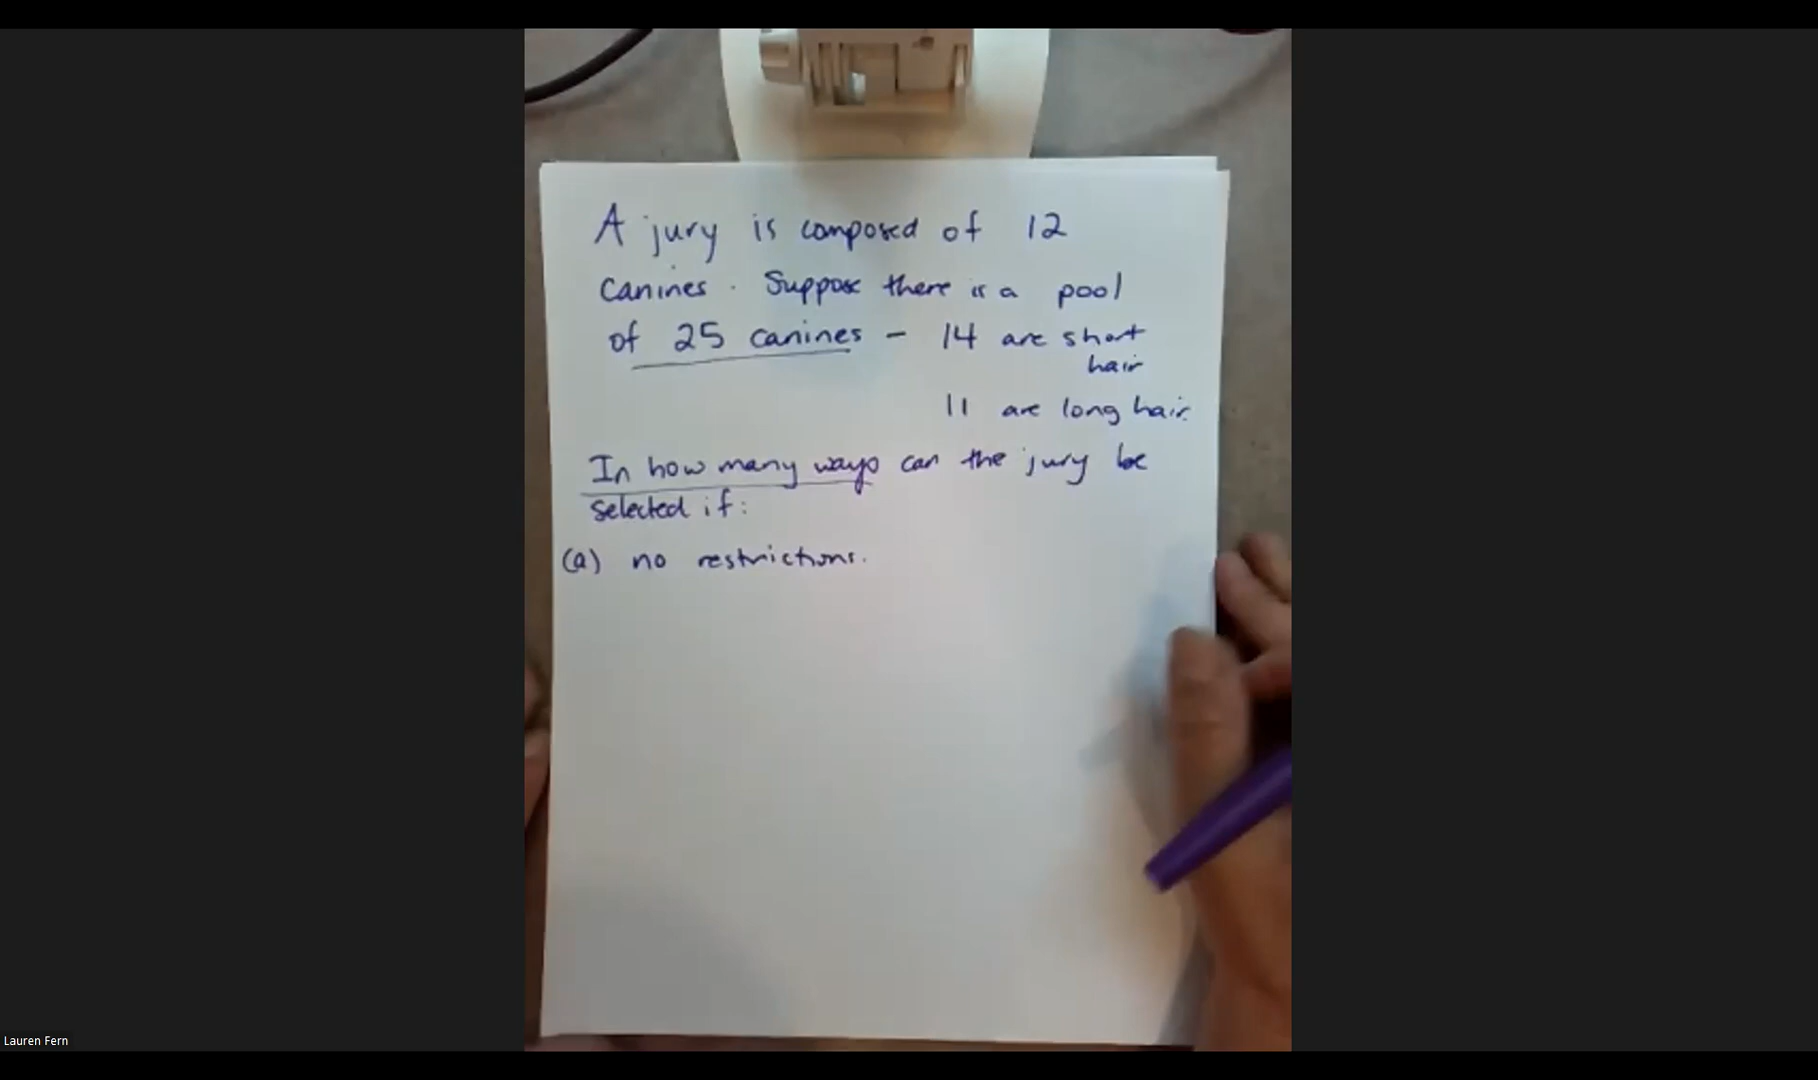 A jury is composed of 12
canines. Suppose there is a pool
of 25 canines - 14 are short
hair
11 are long hair.
In how many ways can the jury be
selected if:
(a) no restrictions.
Lauren Fern